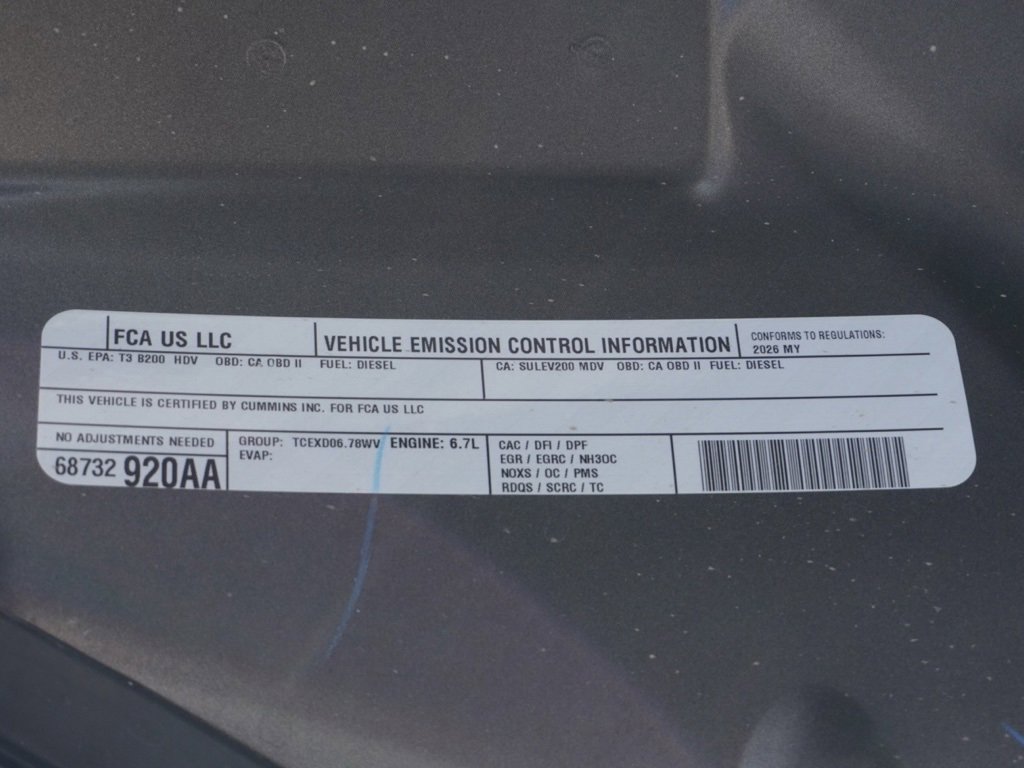 FCA US LLC
VEHICLE EMISSION CONTROL INFORMATION
CONFORMS TO REGULATIONS:
2026 MY
U.S. EPA: T3 B200 HDV OBD: CA OBD II FUEL: DIESEL
CA: SULEV200 MDV OBD: CA OBD II FUEL: DIESEL
THIS VEHICLE IS CERTIFIED BY CUMMINS INC. FOR FCA US LLC
NO ADJUSTMENTS NEEDED
68732 920AA
GROUP: TCEXD06.78WV ENGINE: 6.7L
EVAP:
CAC / DFI / DPF
EGR / EGRC / NH3OC
NOXS / OC / PMS
RDQS / SCRC / TC